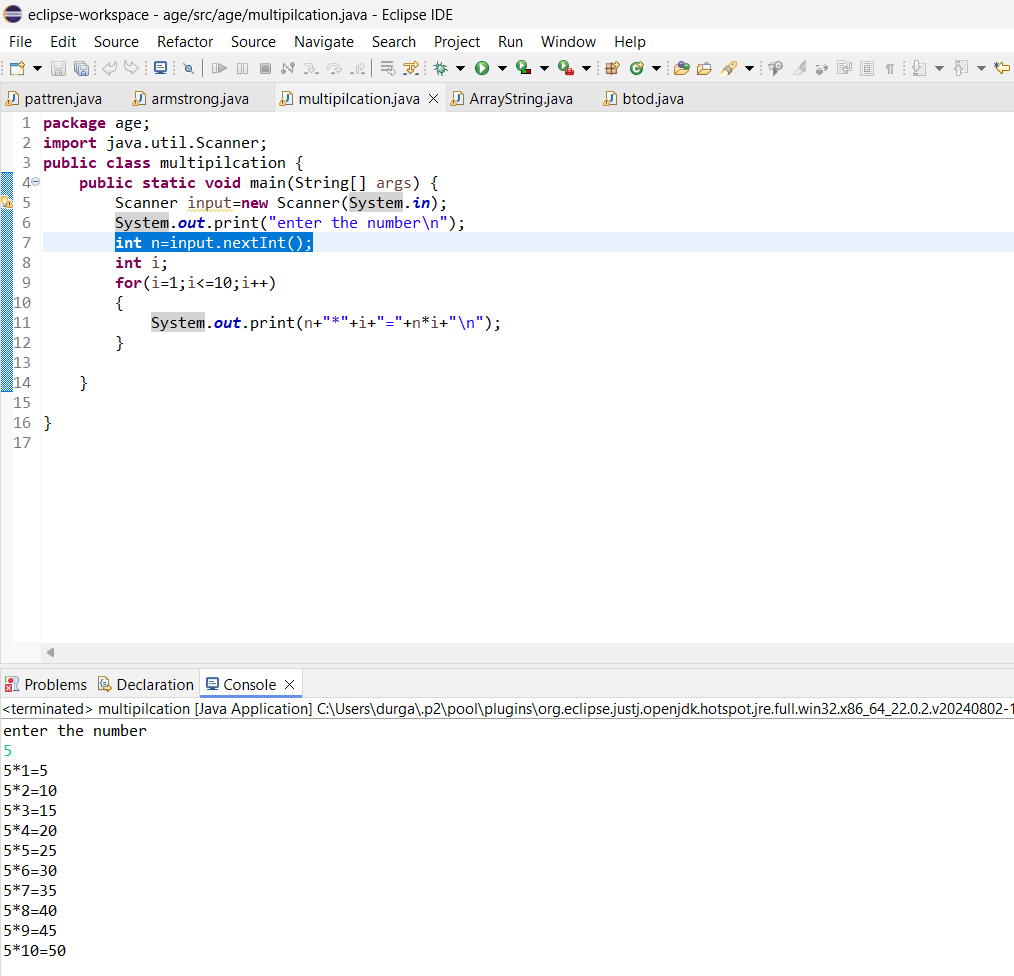 eclipse-workspace - age/src/age/multipilcation.java - Eclipse IDE
File Edit Source Refactor Source Navigate Search Project Run Window Help
pattren.java armstrong.java multipilcation.java ArrayString.java btod.java
1 package age;
2 import java.util.Scanner;
3 public class multipilcation {
4 public static void main(String[] args) {
5 Scanner input=new Scanner(System.in);
6 System.out.print("enter the number\n");
7 int n=input.nextInt();
8 int i;
9 for(i=1;i<=10;i++)
10 {
11 System.out.print(n+"*"+i+"="+n*i+"\n");
12 }
13
14 }
15
16 }
17
Problems Declaration Console
<terminated> multipilcation [Java Application] C:\Users\durga\.p2\pool\plugins\org.eclipse.justj.openjdk.hotspot.jre.full.win32.x86_64_22.0.2.v20240802-1
enter the number
5
5*1=5
5*2=10
5*3=15
5*4=20
5*5=25
5*6=30
5*7=35
5*8=40
5*9=45
5*10=50